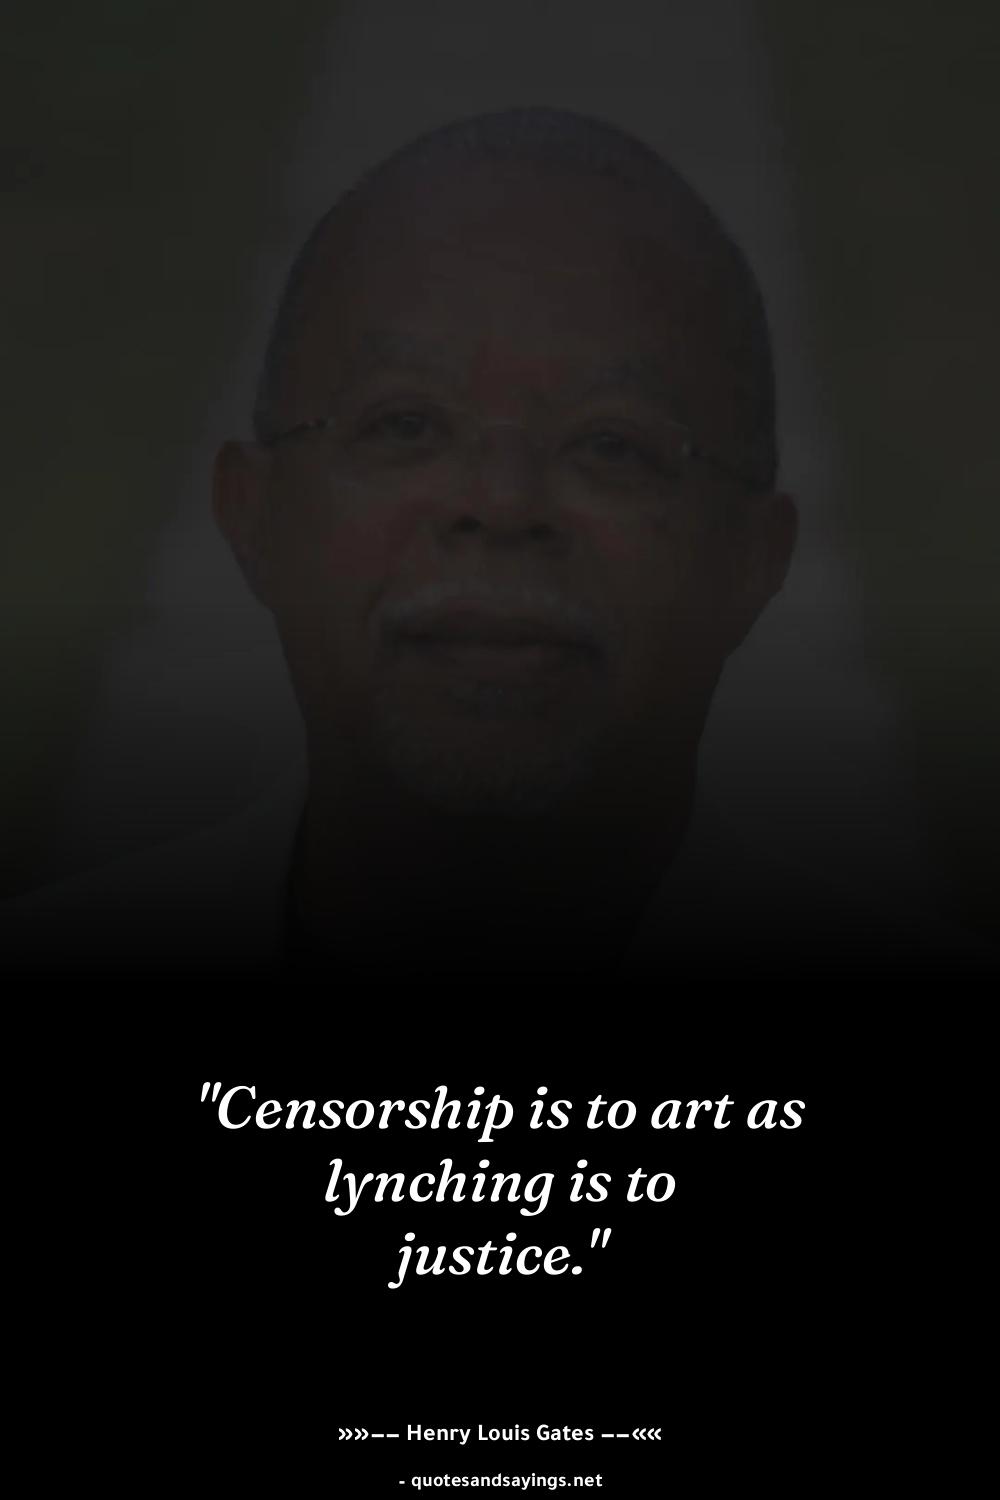 "Censorship is to art as
lynching is to
justice."
»»–– Henry Louis Gates ––««
- quotesandsayings.net